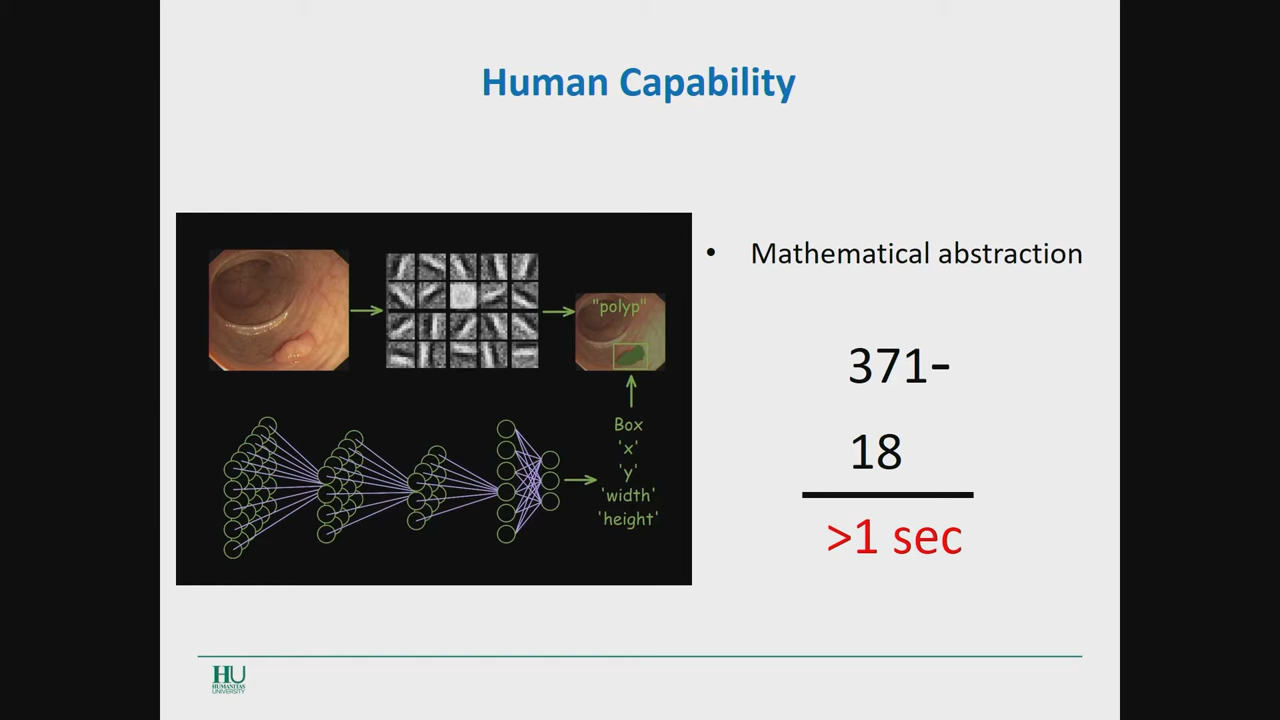 Human Capability
"polyp"
Box
'x'
'y'
'width'
'height'
• Mathematical abstraction
371-
18
>1 sec
HU
HUMANITAS
UNIVERSITY